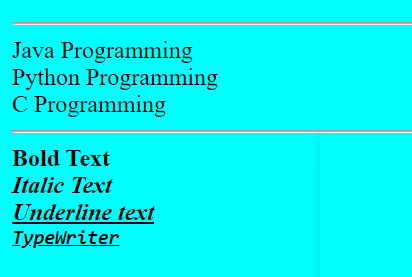 Java Programming
Python Programming
C Programming
Bold Text
Italic Text
Underline text
TypeWriter